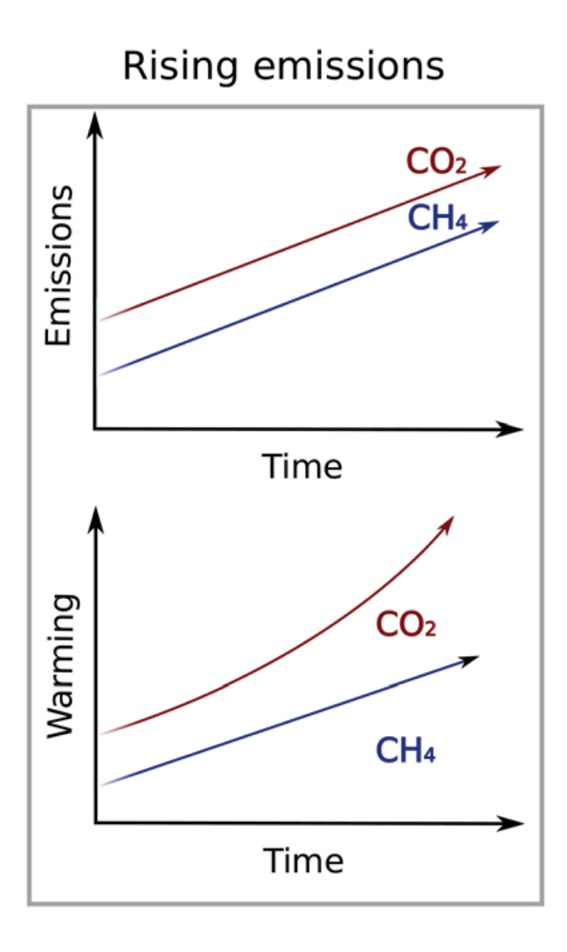 Rising emissions
Emissions
CO₂
CH₄
Time
Warming
CO₂
CH₄
Time